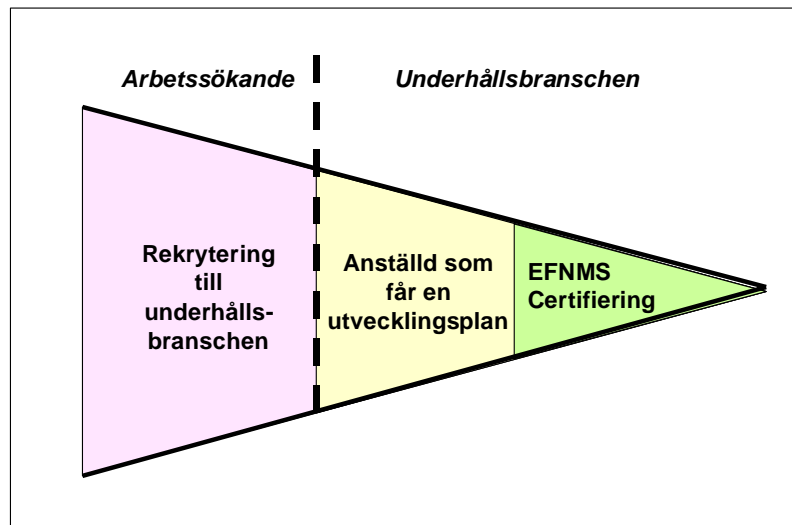 Arbetssökande
Underhållsbranschen
Rekrytering
till
underhålls-
branschen
Anställd som
får en
utvecklingsplan
EFNMS
Certifiering